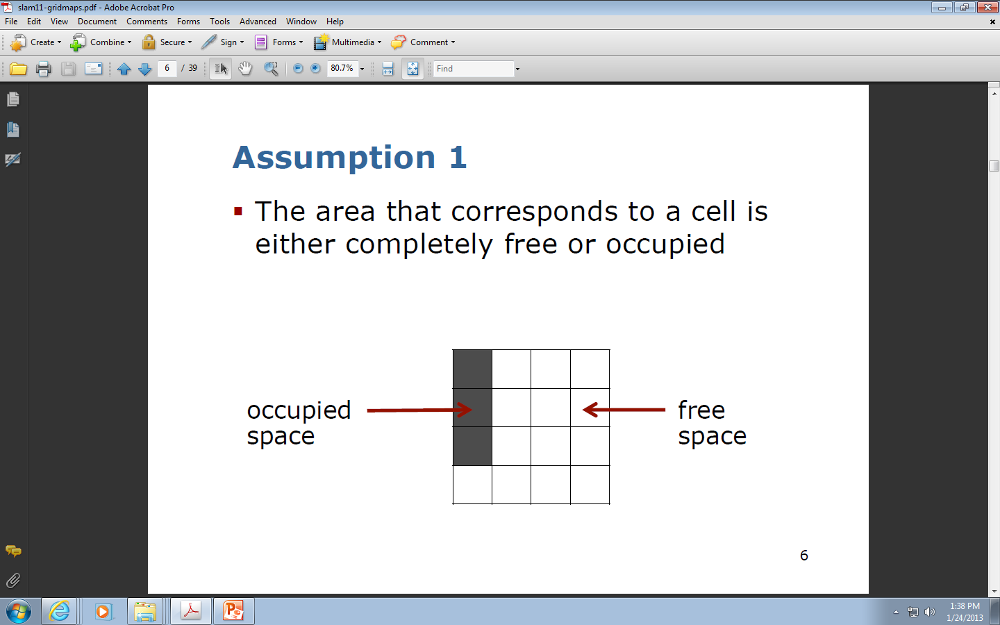 slam11-gridmaps.pdf - Adobe Acrobat Pro
File Edit View Document Comments Forms Tools Advanced Window Help
Create Combine Secure Sign Forms Multimedia Comment
6 / 39 80.7% Find
Assumption 1
The area that corresponds to a cell is
either completely free or occupied
occupied
space
free
space
6
1:38 PM
1/24/2013